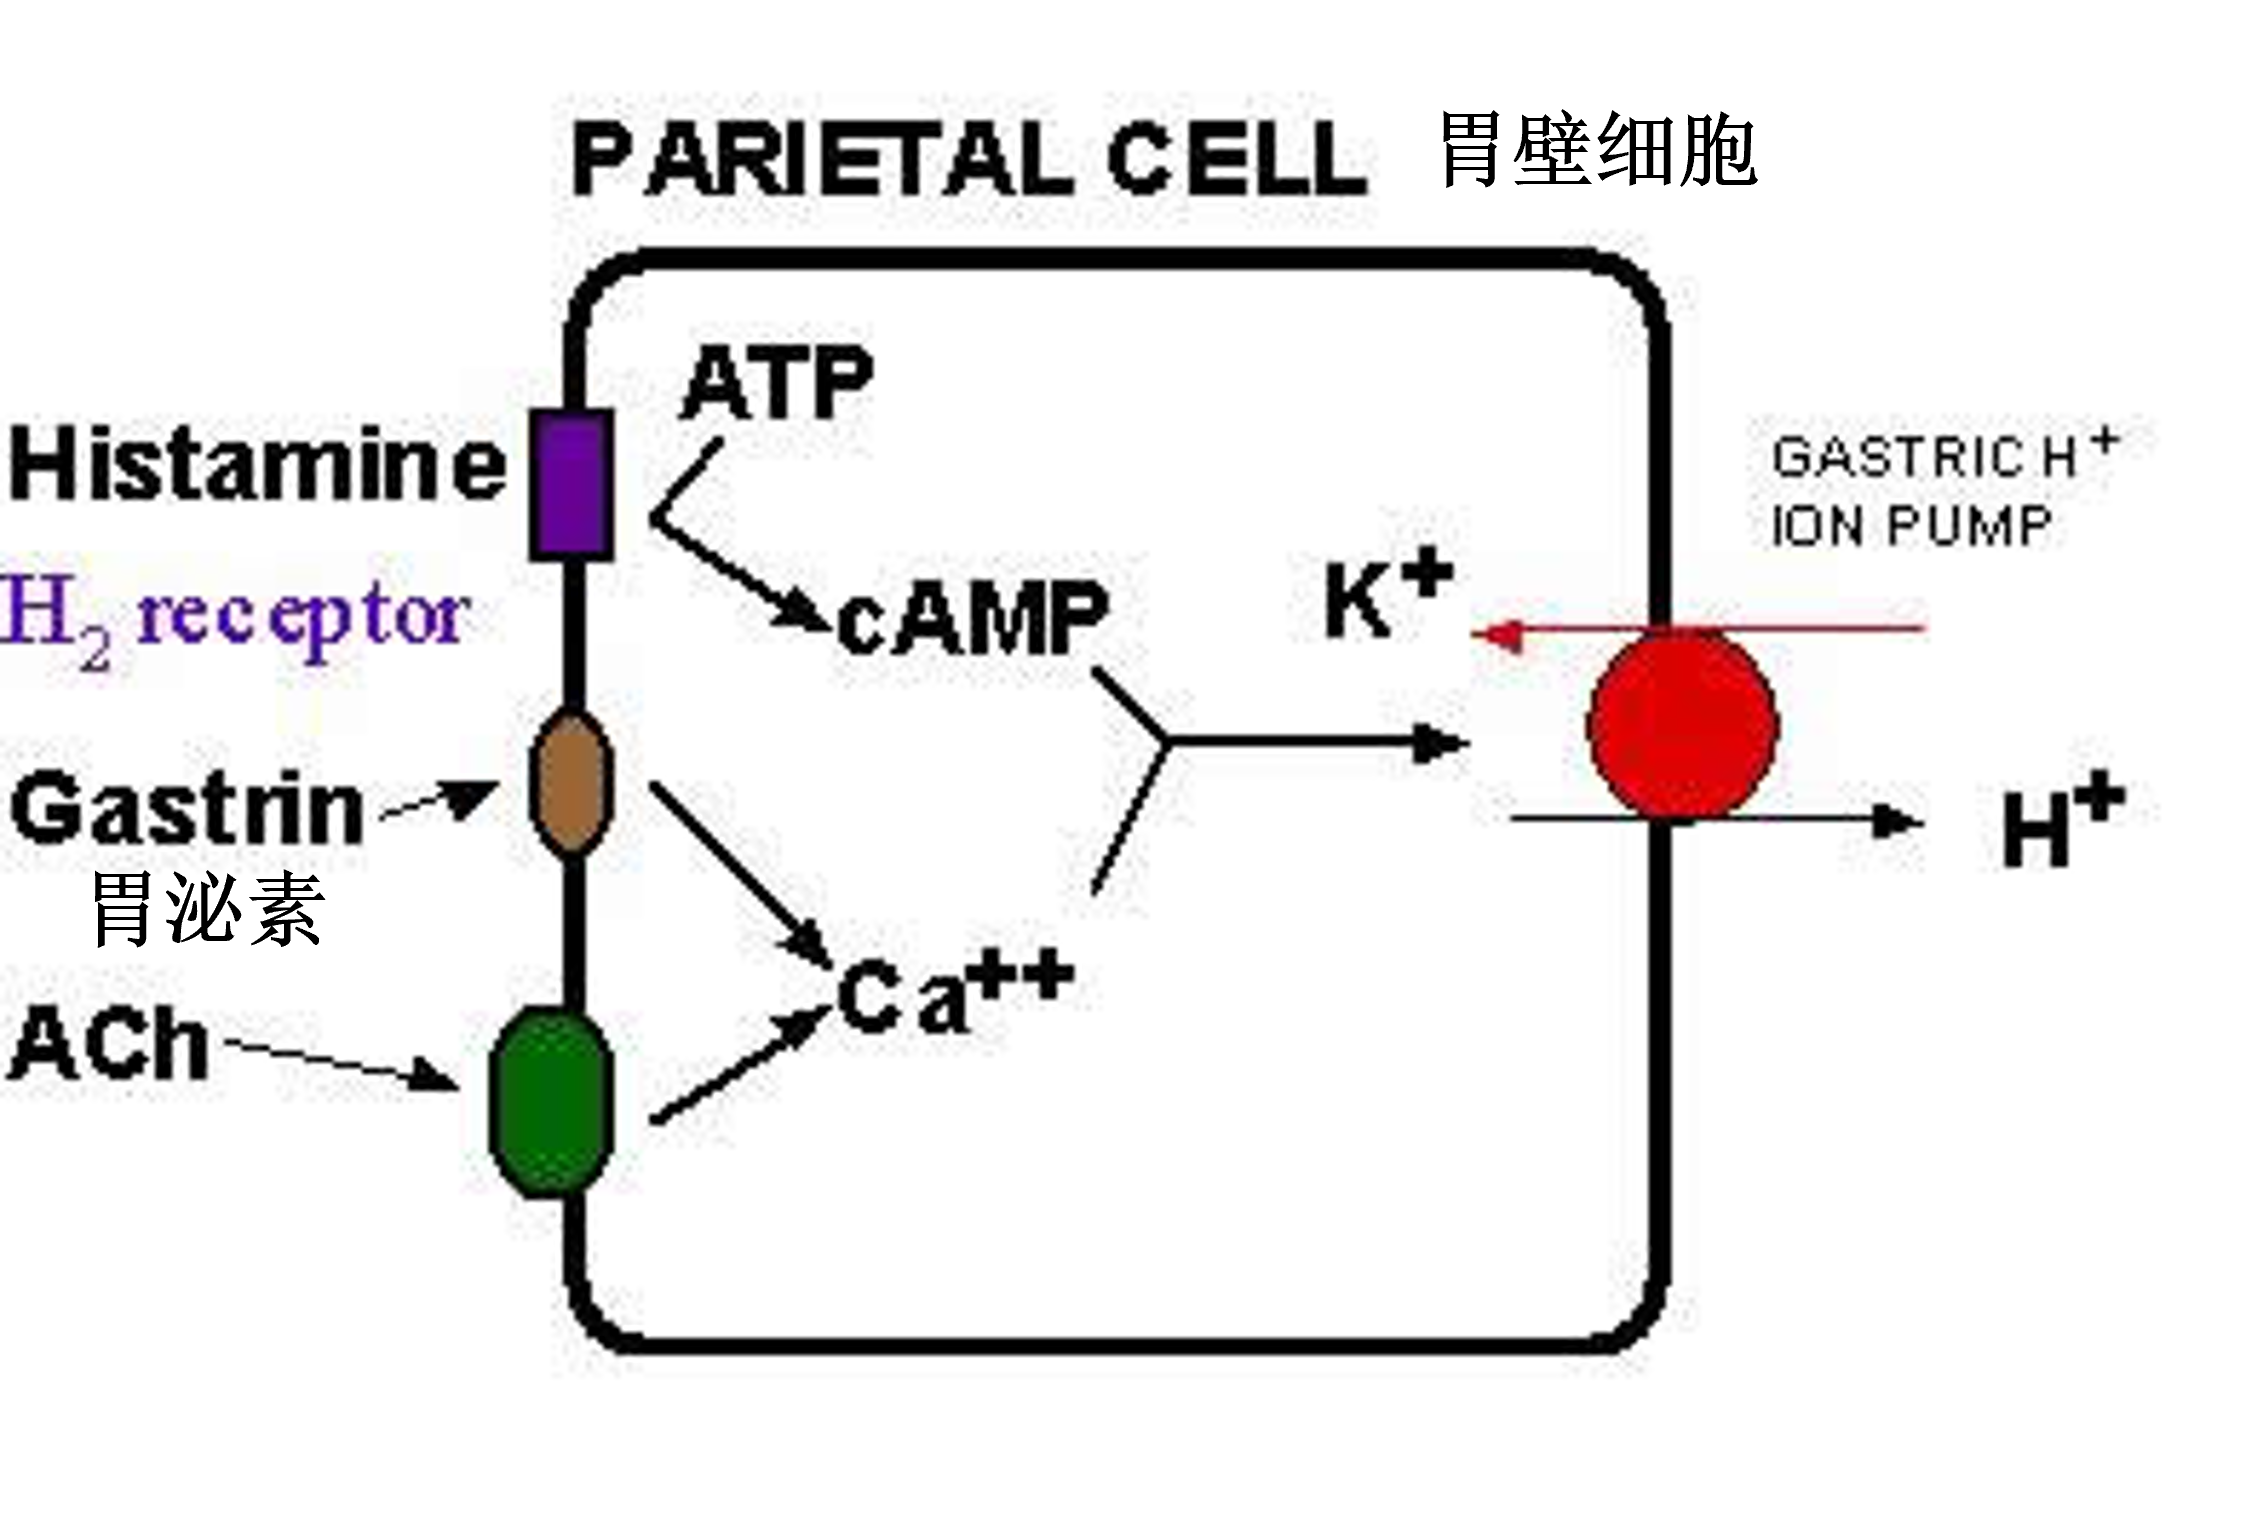 PARIETAL CELL 胃壁细胞
ATP
Histamine
H₂ receptor
cAMP
K⁺
GASTRIC H⁺
ION PUMP
Gastrin
胃泌素
H⁺
ACh
Ca⁺⁺